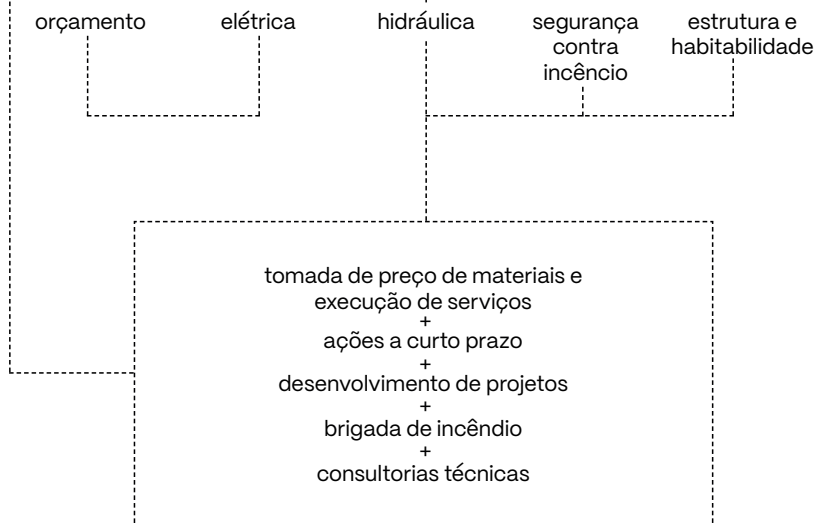 orçamento
elétrica
hidráulica
segurança
contra
incêncio
estrutura e
habitabilidade
tomada de preço de materiais e
execução de serviços
+
ações a curto prazo
+
desenvolvimento de projetos
+
brigada de incêndio
+
consultorias técnicas